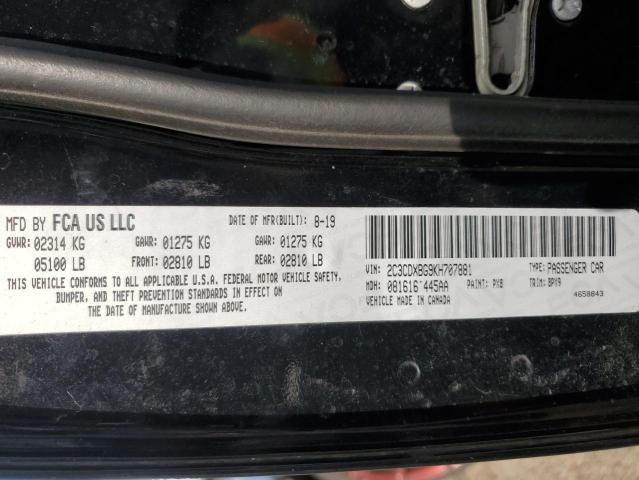 MFD BY FCA US LLC DATE OF MFR(BUILT): 8-19
GVWR: 02314 KG GAWR: 01275 KG GAWR: 01275 KG
05100 LB FRONT: 02810 LB REAR: 02810 LB
THIS VEHICLE CONFORMS TO ALL APPLICABLE U.S.A. FEDERAL MOTOR VEHICLE SAFETY,
BUMPER, AND THEFT PREVENTION STANDARDS IN EFFECT ON
THE DATE OF MANUFACTURE SHOWN ABOVE.
VIN: 2C3CDXBG9KH707881 TYPE: PASSENGER CAR
MDH: 081616 445AA PAINT: PX8 TRIM: BPX9
VEHICLE MADE IN CANADA 4658843